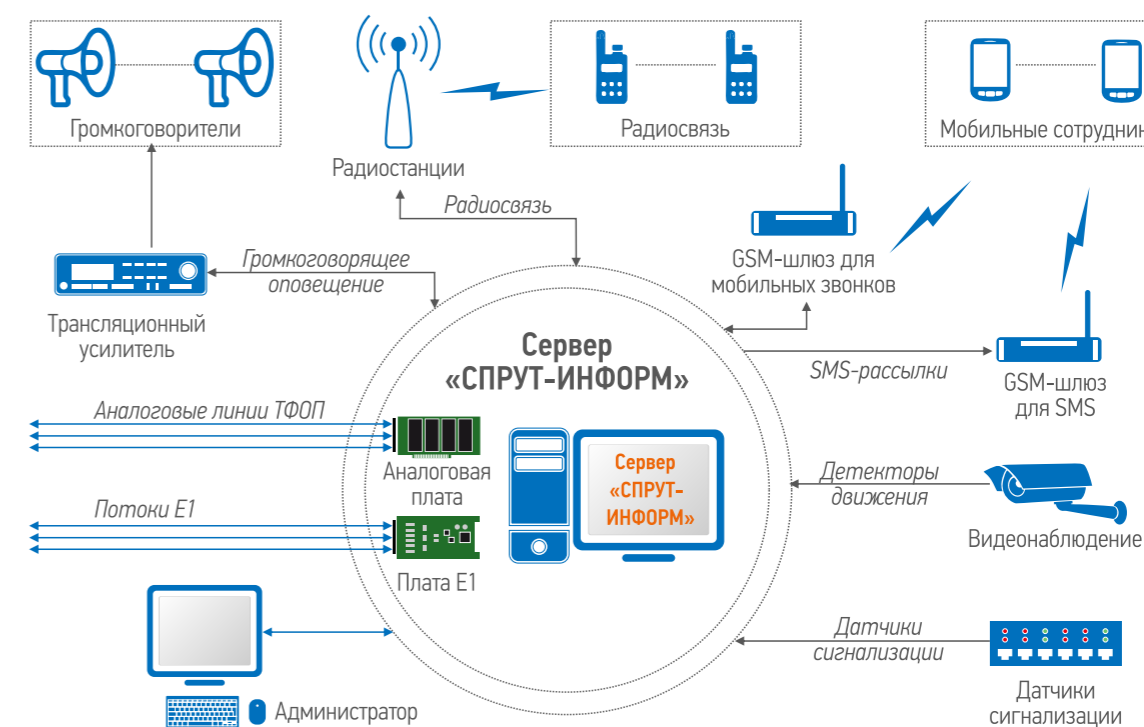 Громкоговорители
Радиостанции
Радиосвязь
Мобильные сотрудник
Радиосвязь
Громкоговорящее
оповещение
GSM-шлюз для
мобильных звонков
Трансляционный
усилитель
Сервер
«СПРУТ-ИНФОРМ»
SMS-рассылки
GSM-шлюз
для SMS
Аналоговые линии ТФОП
Аналоговая
плата
Сервер
«СПРУТ-
ИНФОРМ»
Детекторы
движения
Видеонаблюдение
Потоки Е1
Плата Е1
Датчики
сигнализации
Датчики
сигнализации
Администратор